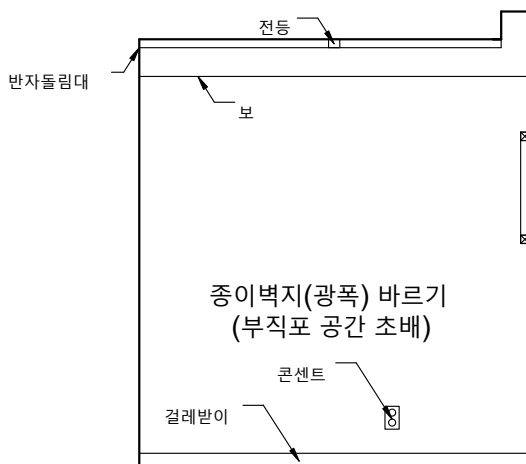 전등
반자돌림대
보
종이벽지(광폭) 바르기
(부직포 공간 초배)
콘센트
걸레받이